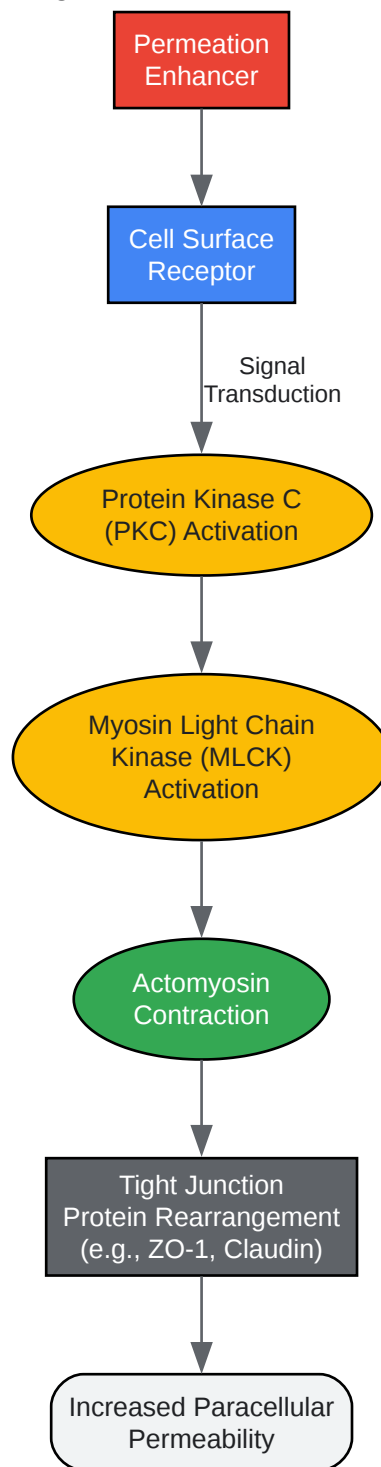 Permeation
Enhancer
Cell Surface
Receptor
Signal
Transduction
Protein Kinase C
(PKC) Activation
Myosin Light Chain
Kinase (MLCK)
Activation
Actomyosin
Contraction
Tight Junction
Protein Rearrangement
(e.g., ZO-1, Claudin)
Increased Paracellular
Permeability